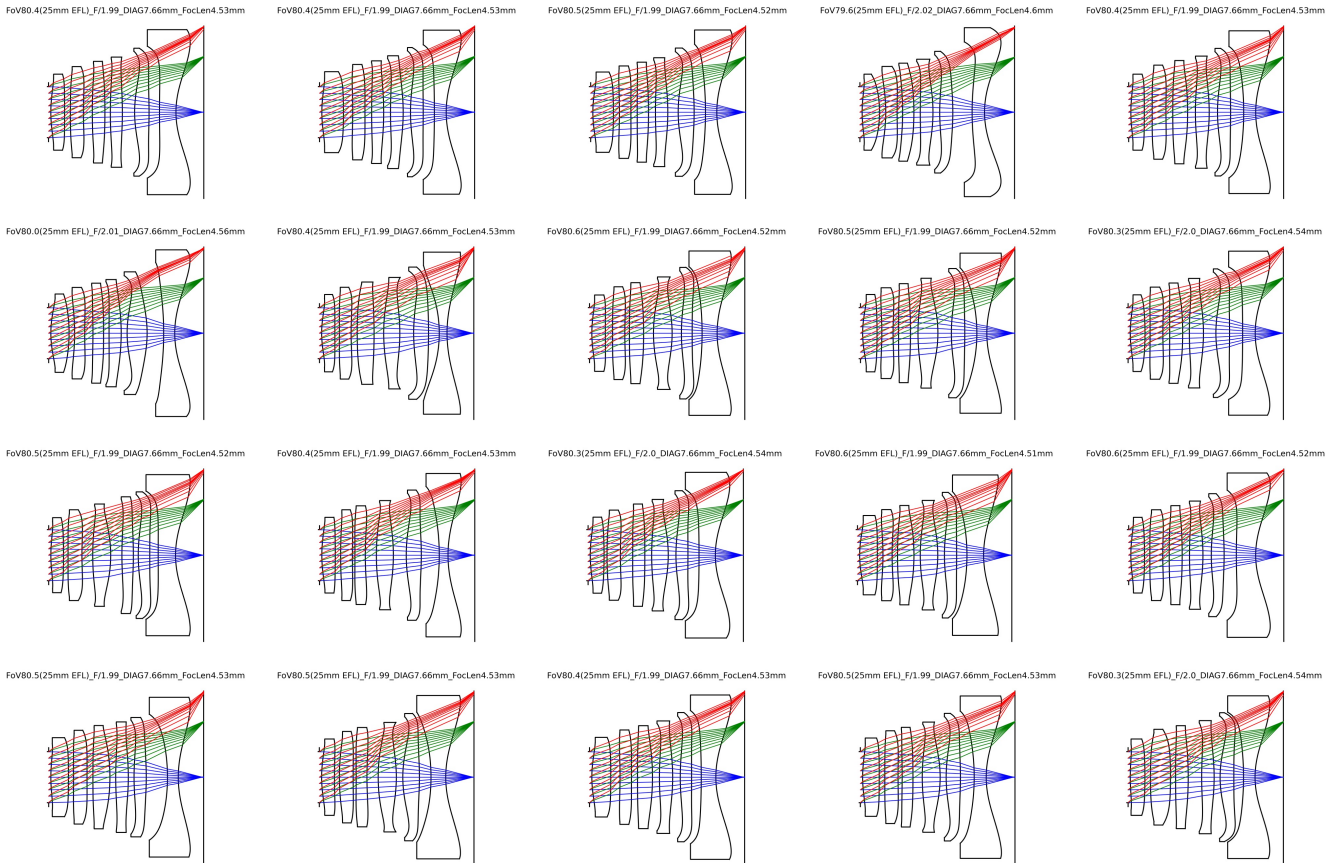 FoV80.4(25mm EFL)_F/1.99_DIAG7.66mm_FocLen4.53mm
FoV80.4(25mm EFL)_F/1.99_DIAG7.66mm_FocLen4.53mm
FoV80.5(25mm EFL)_F/1.99_DIAG7.66mm_FocLen4.52mm
FoV79.6(25mm EFL)_F/2.02_DIAG7.66mm_FocLen4.6mm
FoV80.4(25mm EFL)_F/1.99_DIAG7.66mm_FocLen4.53mm
FoV80.0(25mm EFL)_F/2.01_DIAG7.66mm_FocLen4.56mm
FoV80.4(25mm EFL)_F/1.99_DIAG7.66mm_FocLen4.53mm
FoV80.6(25mm EFL)_F/1.99_DIAG7.66mm_FocLen4.52mm
FoV80.5(25mm EFL)_F/1.99_DIAG7.66mm_FocLen4.52mm
FoV80.3(25mm EFL)_F/2.0_DIAG7.66mm_FocLen4.54mm
FoV80.5(25mm EFL)_F/1.99_DIAG7.66mm_FocLen4.52mm
FoV80.4(25mm EFL)_F/1.99_DIAG7.66mm_FocLen4.53mm
FoV80.3(25mm EFL)_F/2.0_DIAG7.66mm_FocLen4.54mm
FoV80.6(25mm EFL)_F/1.99_DIAG7.66mm_FocLen4.51mm
FoV80.6(25mm EFL)_F/1.99_DIAG7.66mm_FocLen4.52mm
FoV80.5(25mm EFL)_F/1.99_DIAG7.66mm_FocLen4.53mm
FoV80.5(25mm EFL)_F/1.99_DIAG7.66mm_FocLen4.53mm
FoV80.4(25mm EFL)_F/1.99_DIAG7.66mm_FocLen4.53mm
FoV80.5(25mm EFL)_F/1.99_DIAG7.66mm_FocLen4.53mm
FoV80.3(25mm EFL)_F/2.0_DIAG7.66mm_FocLen4.54mm